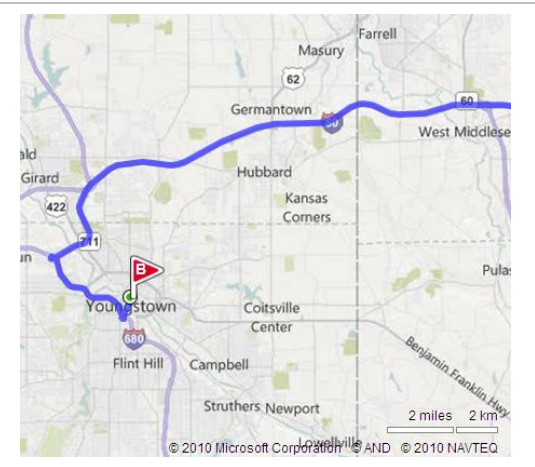 Farrell
Masury
62
Germantown
80
60
West Middlese
ald
Girard
Hubbard
422
Kansas
Corners
711
un
B
Pulas
Youngstown
Coitsville
Center
680
Flint Hill
Campbell
Benjamin Franklin Hwy
Struthers
Newport
2 miles
2 km
Lowellville
© 2010 Microsoft Corporation © AND © 2010 NAVTEQ